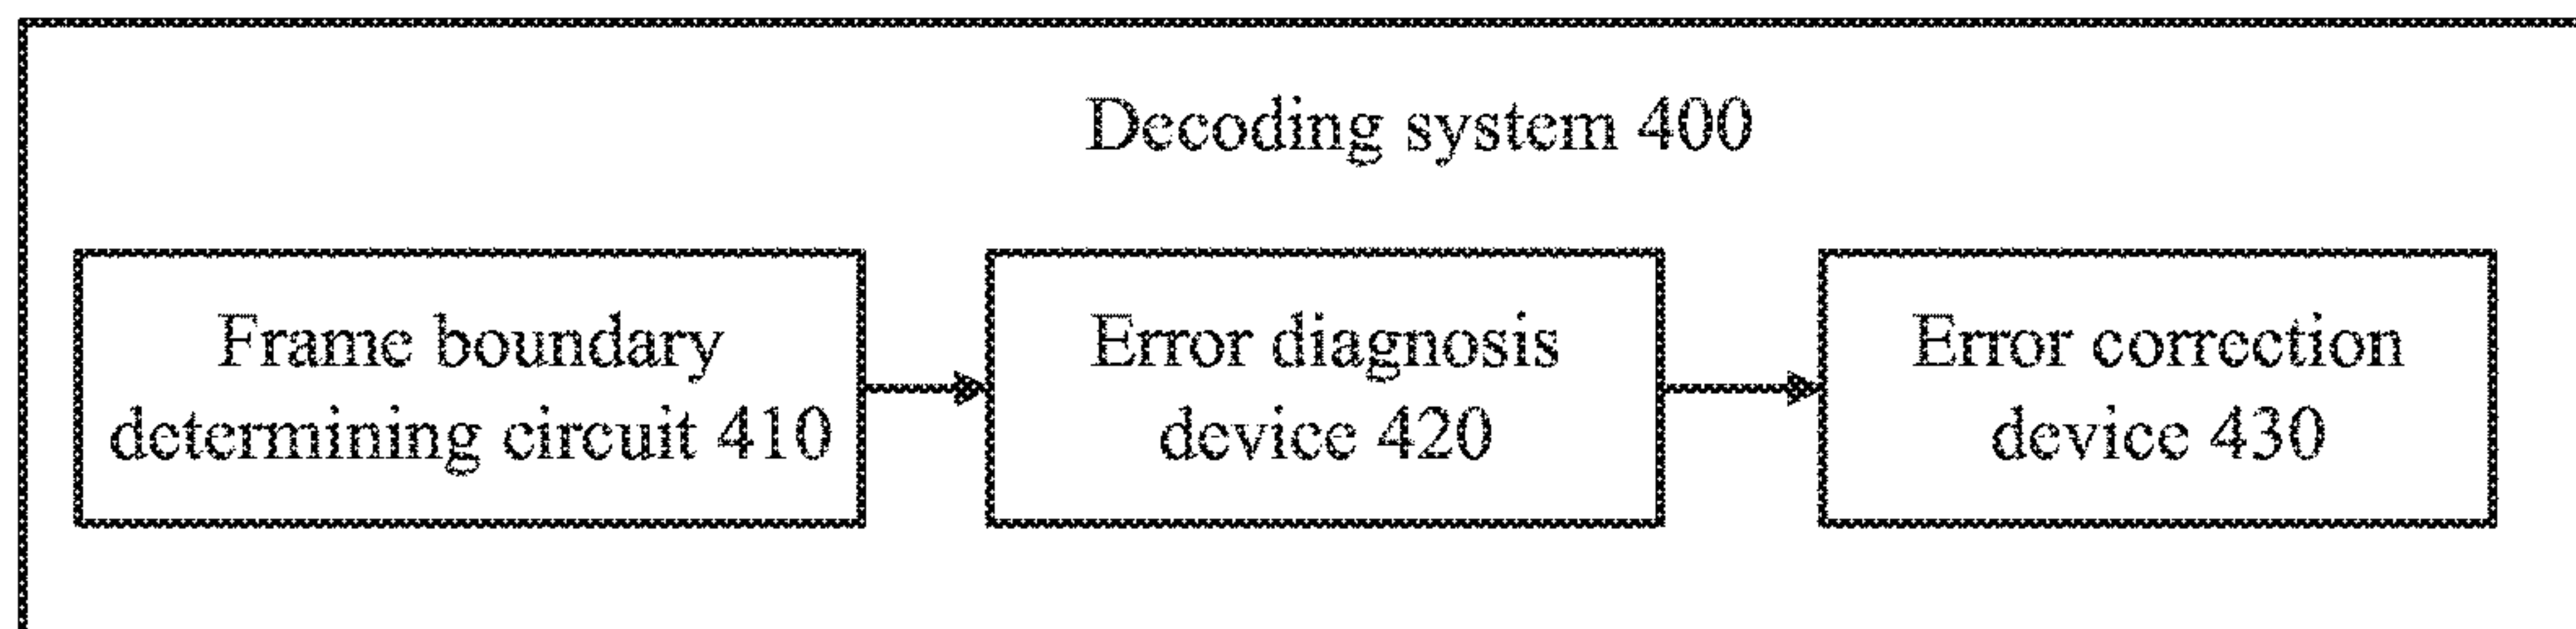 Decoding system 400
Frame boundary
determining circuit 410
Error diagnosis
device 420
Error correction
device 430